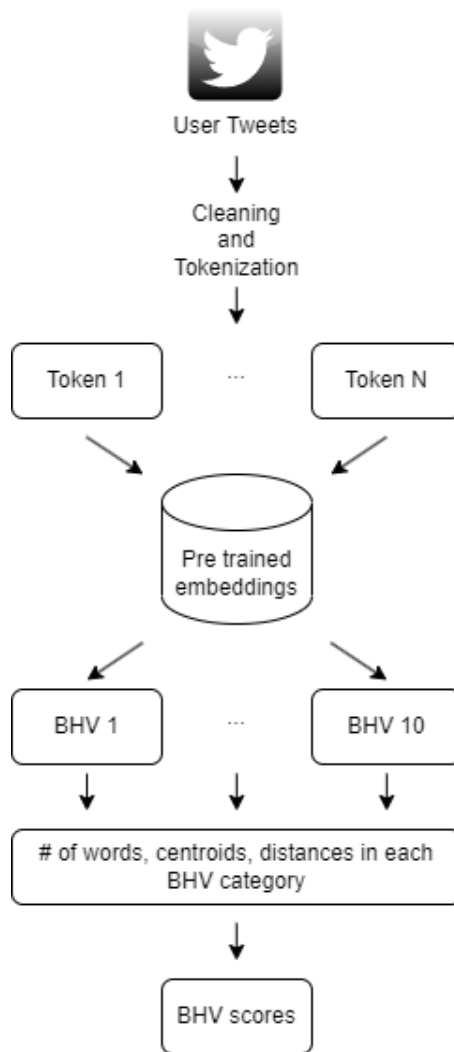 User Tweets
Cleaning
and
Tokenization
Token 1
...
Token N
Pre trained
embeddings
BHV 1
...
BHV 10
# of words, centroids, distances in each
BHV category
BHV scores